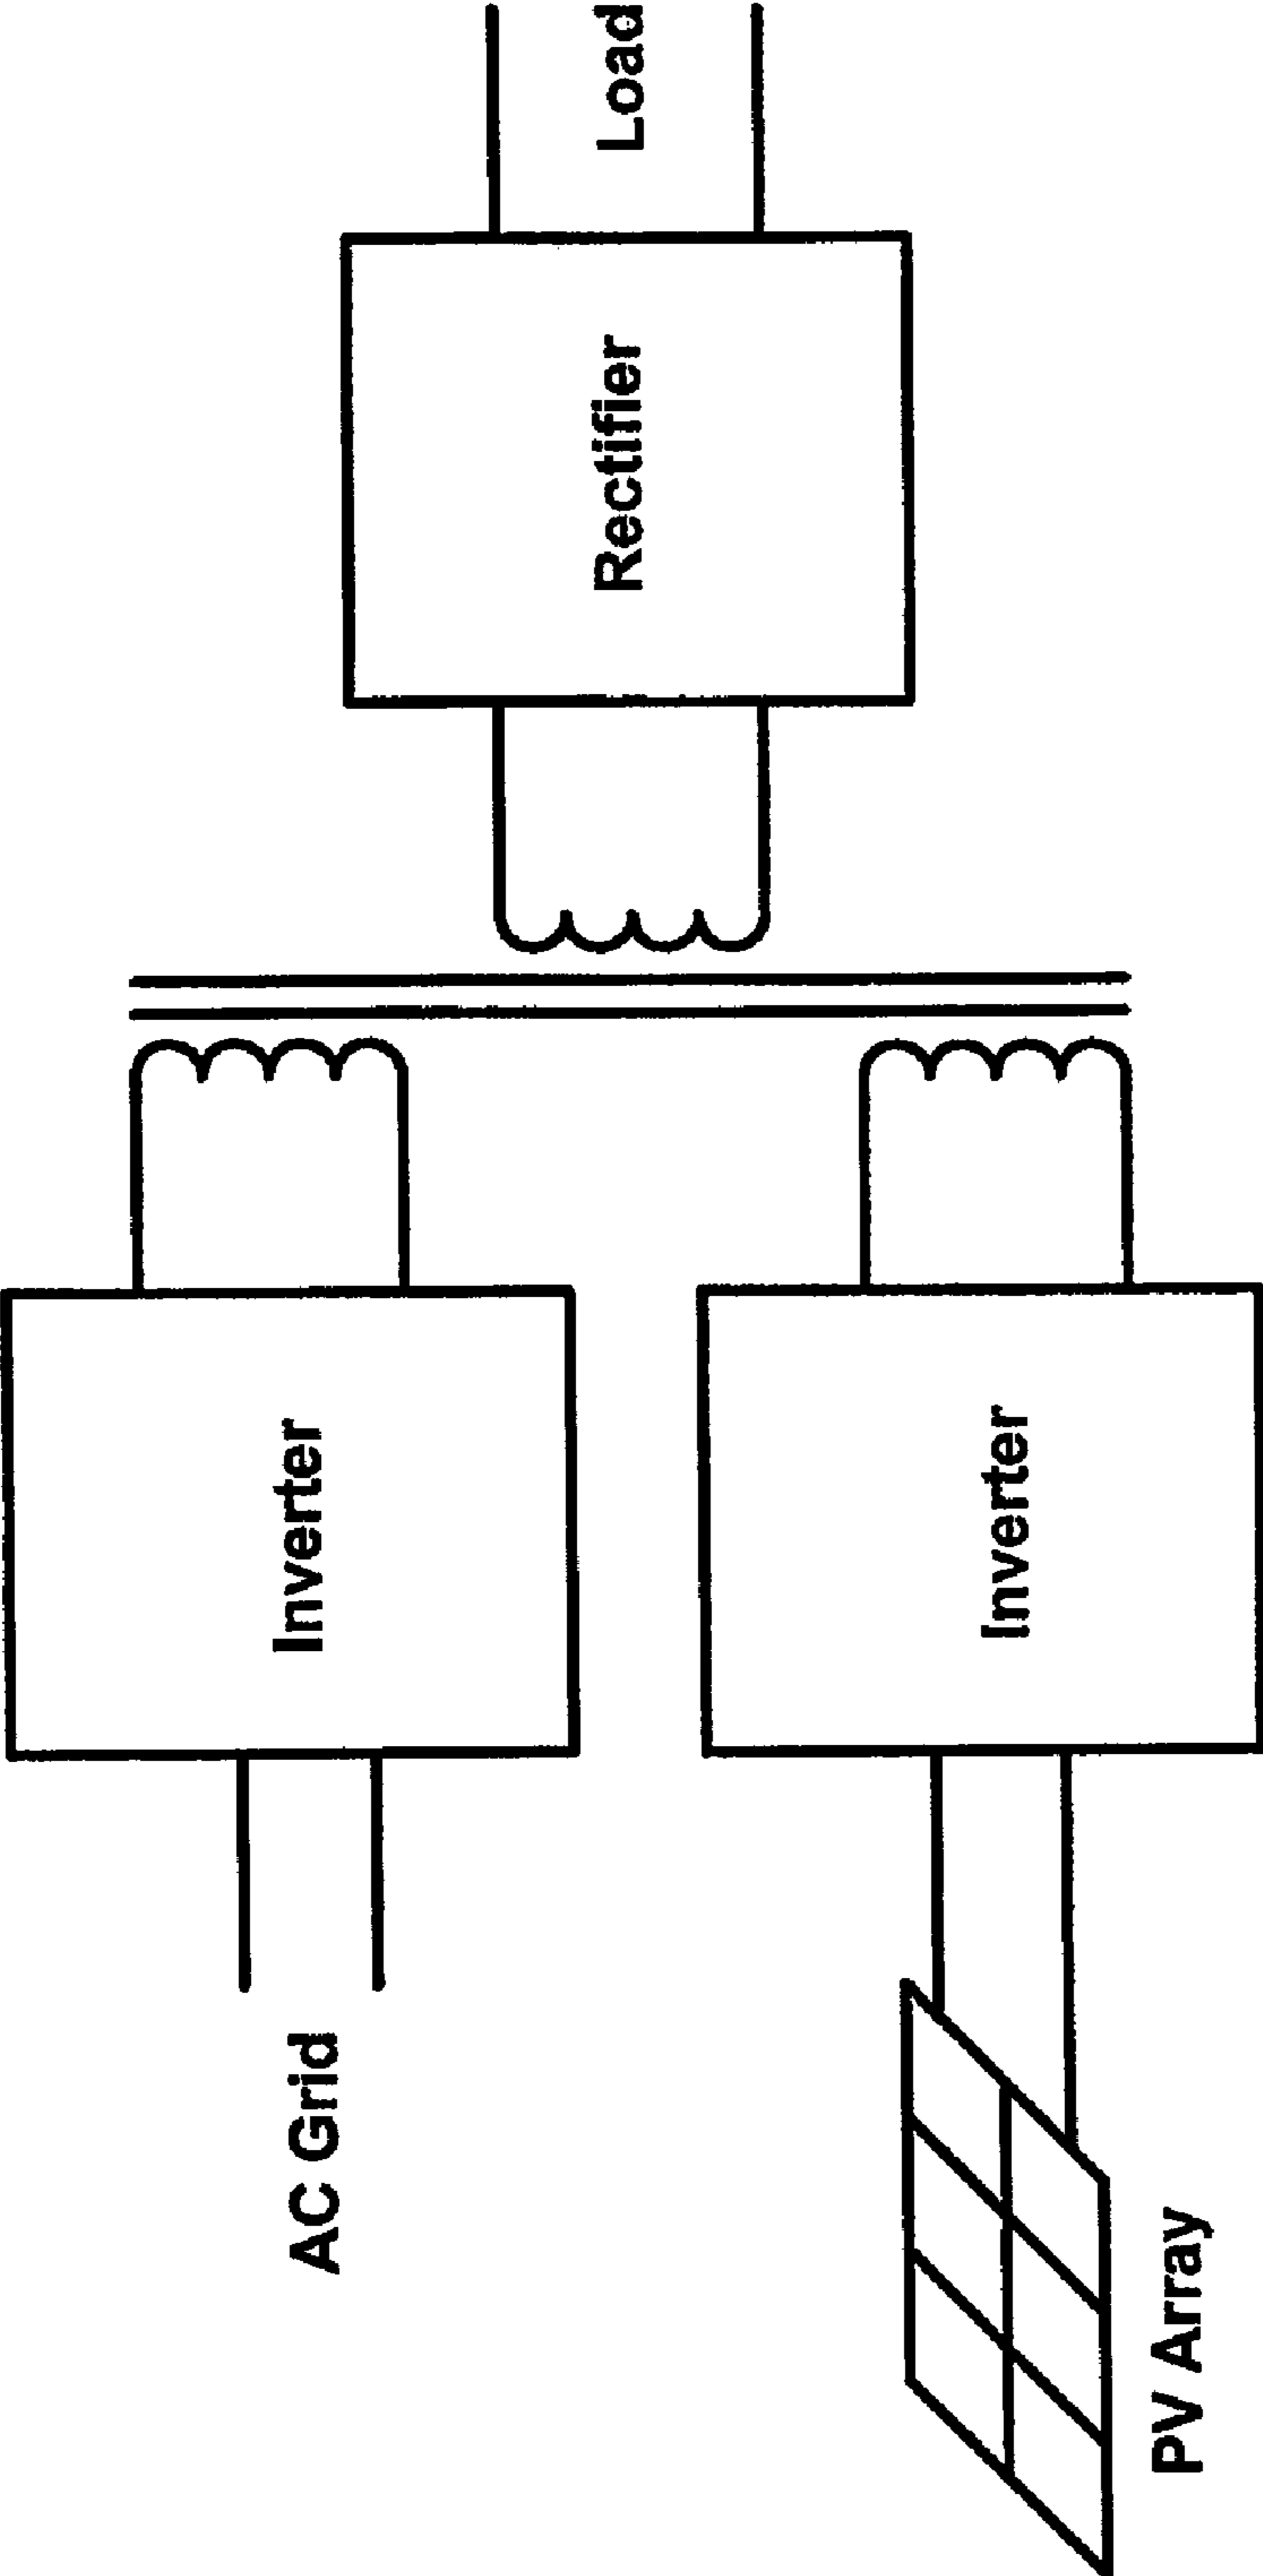 AC Grid
Inverter
PV Array
Inverter
Rectifier
Load